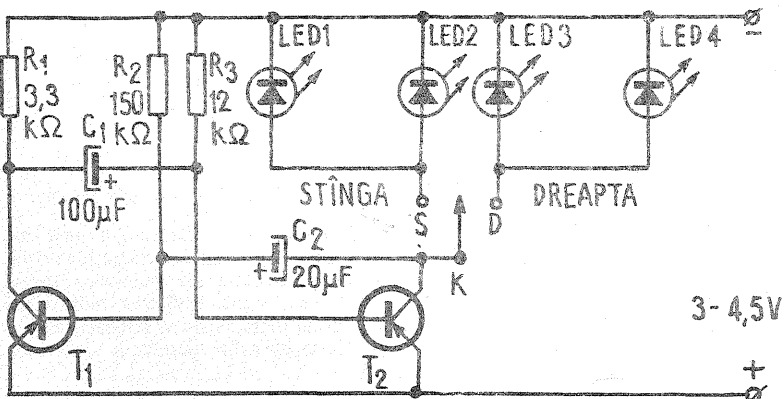 LED1
LED2
LED3
LED4
R1
3,3
kΩ
R2
150
kΩ
R3
12
kΩ
C1
+
100µF
STÎNGA
S
D
DREAPTA
C2
+
20µF
K
T1
T2
3-4,5V
-
+